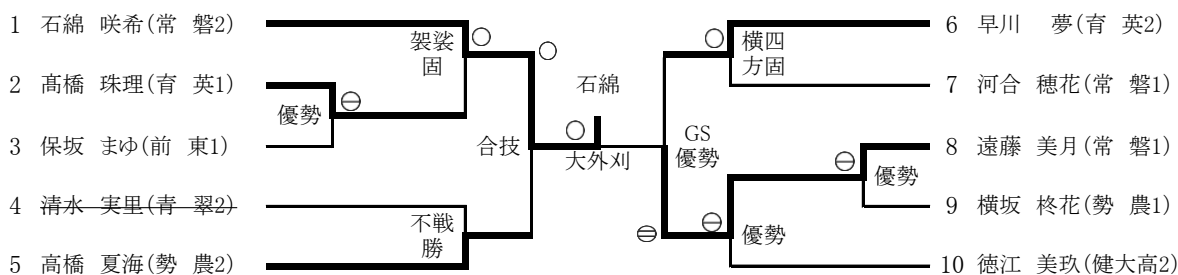 1 石綿 咲希(常 磐2)
2 髙橋 珠理(育 英1)
3 保坂 まゆ(前 東1)
4 清水 実里(青 翠2)
5 高橋 夏海(勢 農2)
袈裟
固
優勢
不戦
勝
合技
石綿
大外刈
GS
優勢
横四
方固
優勢
優勢
6 早川 夢(育 英2)
7 河合 穂花(常 磐1)
8 遠藤 美月(常 磐1)
9 横坂 柊花(勢 農1)
10 徳江 美玖(健大高2)